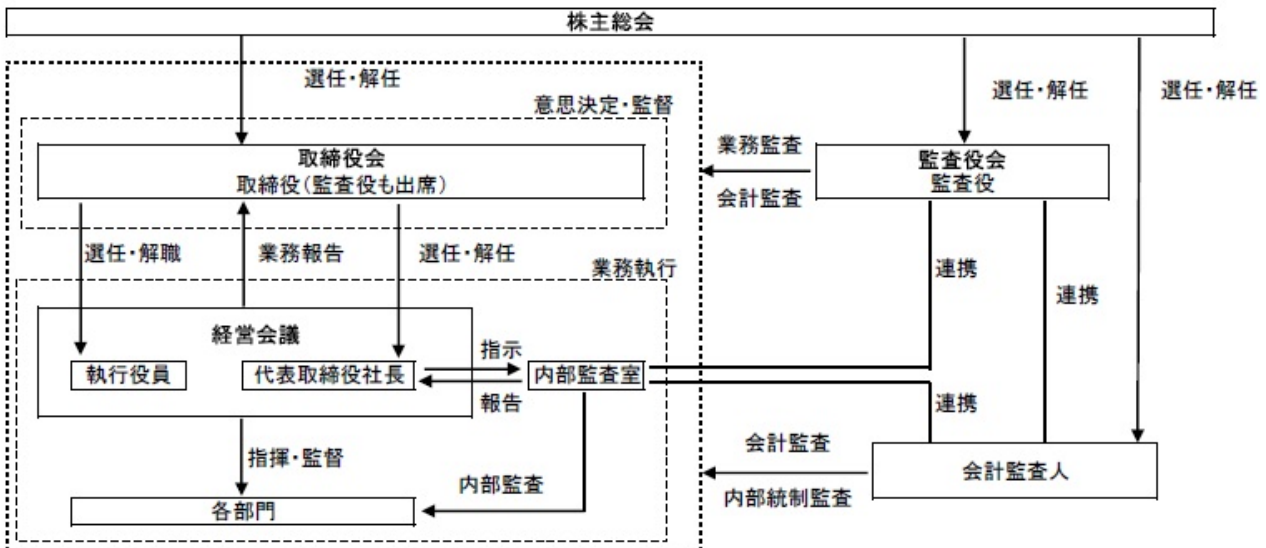 株主総会
選任・解任
選任・解任
選任・解任
意思決定・監督
取締役会
取締役(監査役も出席)
業務監査
会計監査
監査役会
監査役
選任・解職
業務報告
選任・解任
業務執行
連携
連携
経営会議
執行役員
代表取締役社長
指示
報告
内部監査室
連携
指揮・監督
内部監査
各部門
会計監査
内部統制監査
会計監査人